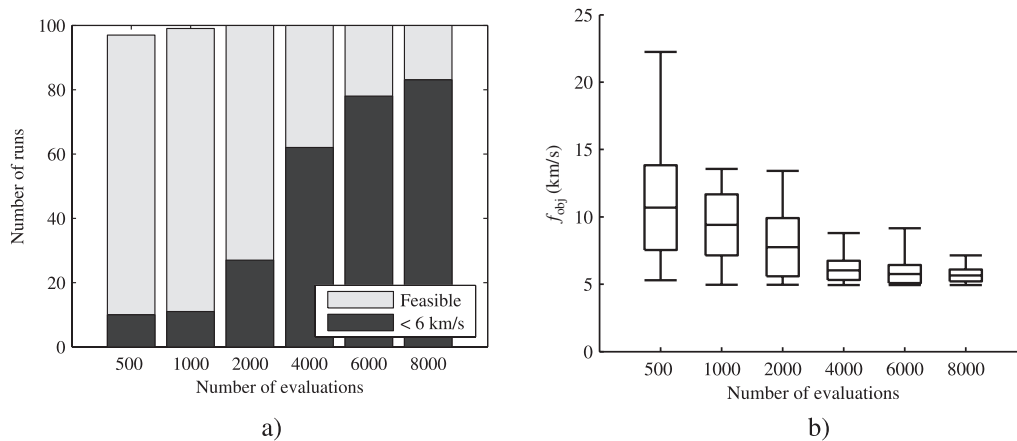 100
80
60
40
20
0
Number of runs
Feasible
< 6 km/s
500 1000 2000 4000 6000 8000
Number of evaluations
a)
25
20
15
10
5
0
f_obj (km/s)
500 1000 2000 4000 6000 8000
Number of evaluations
b)